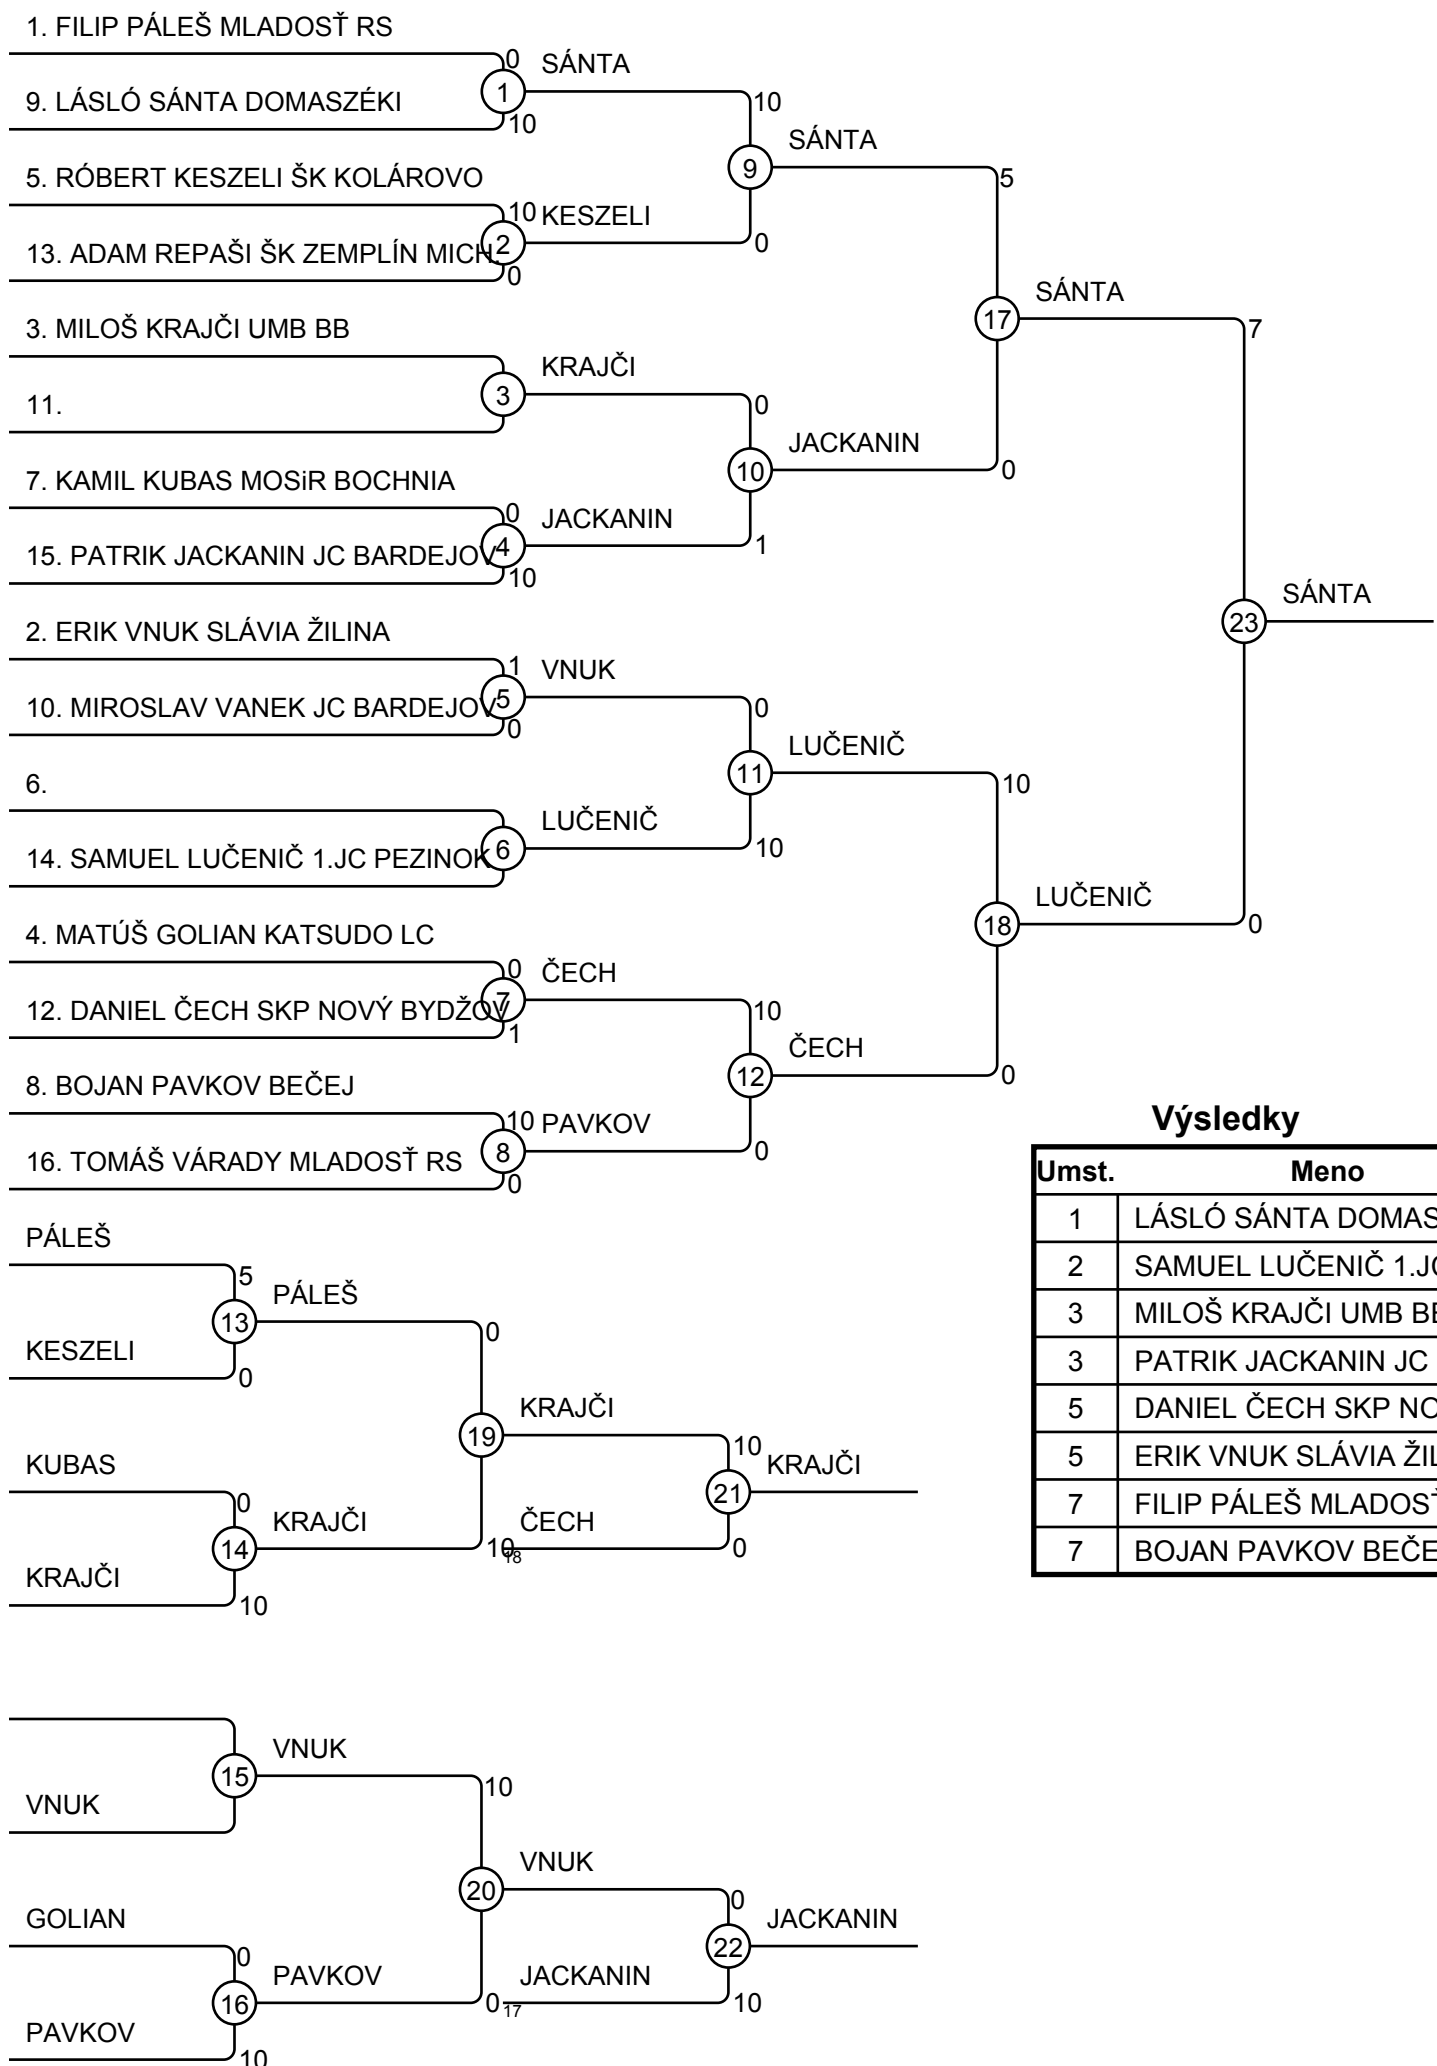 1. FILIP PÁLEŠ MLADOSŤ RS
0
SÁNTA
1
9. LÁSLÓ SÁNTA DOMASZÉKI
10
10
SÁNTA
9
5. RÓBERT KESZELI ŠK KOLÁROVO
5
10
KESZELI
2
13. ADAM REPAŠI ŠK ZEMPLÍN MICH.
0
0
SÁNTA
17
7
3. MILOŠ KRAJČI UMB BB
KRAJČI
3
11.
0
JACKANIN
10
0
7. KAMIL KUBAS MOSiR BOCHNIA
0
JACKANIN
4
1
15. PATRIK JACKANIN JC BARDEJOV
10
SÁNTA
23
2. ERIK VNUK SLÁVIA ŽILINA
1
VNUK
5
10. MIROSLAV VANEK JC BARDEJOV
0
0
LUČENIČ
11
10
6.
LUČENIČ
6
10
14. SAMUEL LUČENIČ 1.JC PEZINOK
LUČENIČ
18
0
4. MATÚŠ GOLIAN KATSUDO LC
0
ČECH
7
12. DANIEL ČECH SKP NOVÝ BYDŽOV
1
10
ČECH
12
0
8. BOJAN PAVKOV BEČEJ
10
PAVKOV
8
0
16. TOMÁŠ VÁRADY MLADOSŤ RS
0
Výsledky
Umst. Meno
1 LÁSLÓ SÁNTA DOMAS
2 SAMUEL LUČENIČ 1.JC
3 MILOŠ KRAJČI UMB BB
3 PATRIK JACKANIN JC
5 DANIEL ČECH SKP NO
5 ERIK VNUK SLÁVIA ŽIL
7 FILIP PÁLEŠ MLADOSŤ
7 BOJAN PAVKOV BEČE
PÁLEŠ
5
PÁLEŠ
13
KESZELI
0
0
KRAJČI
19
10
KRAJČI
KUBAS
0
KRAJČI
14
10
18
ČECH
21
0
KRAJČI
10
VNUK
15
VNUK
10
VNUK
20
0
JACKANIN
GOLIAN
0
PAVKOV
16
0
17
JACKANIN
22
10
PAVKOV
10